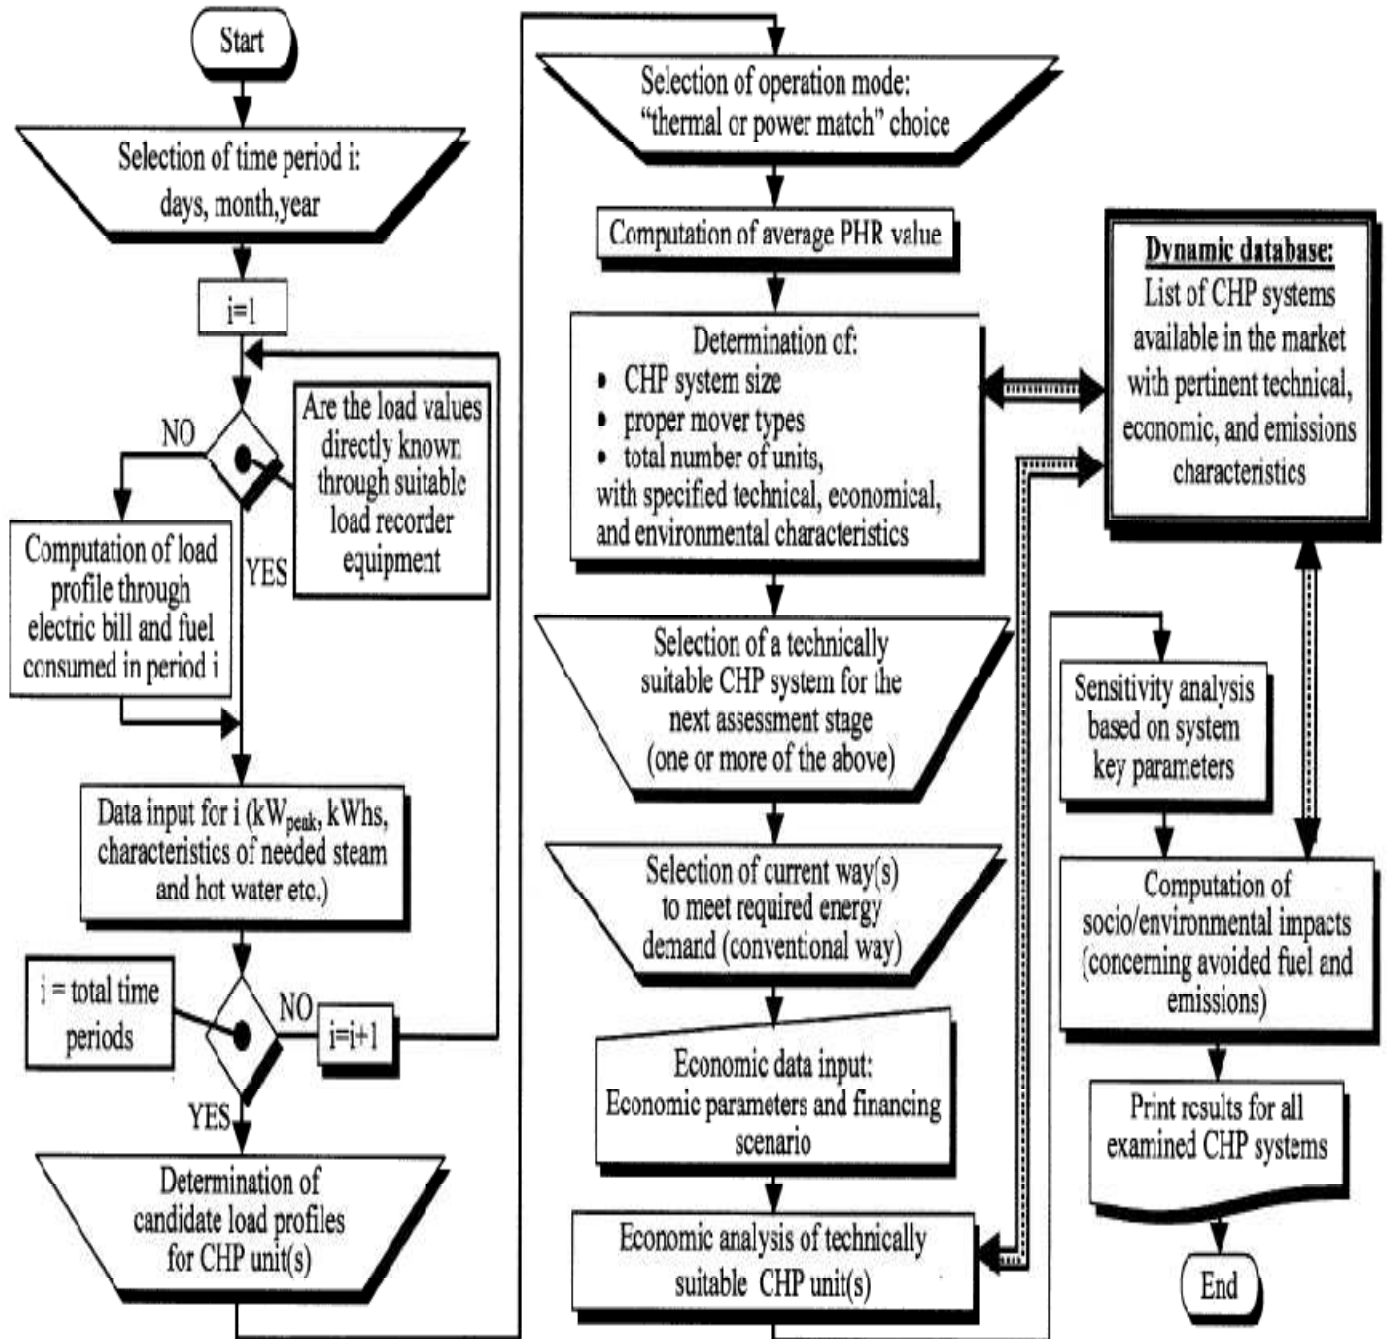 Start
Selection of time period i:
days, month,year
i=1
NO
Are the load values
directly known
through suitable
load recorder
equipment
Computation of load
profile through
electric bill and fuel
consumed in period i
YES
Data input for i (kWpeak, kWhs,
characteristics of needed steam
and hot water etc.)
i = total time
periods
NO
i=i+1
YES
Determination of
candidate load profiles
for CHP unit(s)
Selection of operation mode:
“thermal or power match” choice
Computation of average PHR value
Determination of:
• CHP system size
• proper mover types
• total number of units,
with specified technical, economical,
and environmental characteristics
Selection of a technically
suitable CHP system for the
next assessment stage
(one or more of the above)
Selection of current way(s)
to meet required energy
demand (conventional way)
Economic data input:
Economic parameters and financing
scenario
Economic analysis of technically
suitable CHP unit(s)
Dynamic database:
List of CHP systems
available in the market
with pertinent technical,
economic, and emissions
characteristics
Sensitivity analysis
based on system
key parameters
Computation of
socio/environmental impacts
(concerning avoided fuel and
emissions)
Print results for all
examined CHP systems
End